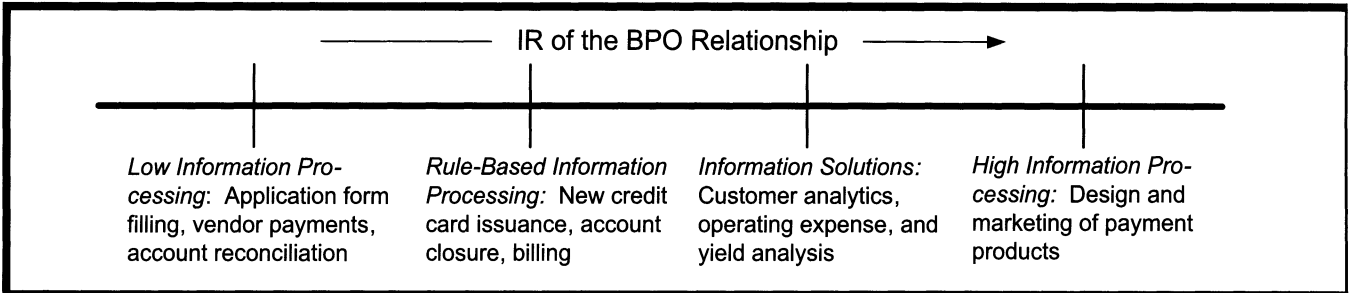 IR of the BPO Relationship
Low Information Pro-
cessing: Application form
filling, vendor payments,
account reconciliation
Rule-Based Information
Processing: New credit
card issuance, account
closure, billing
Information Solutions:
Customer analytics,
operating expense, and
yield analysis
High Information Pro-
cessing: Design and
marketing of payment
products